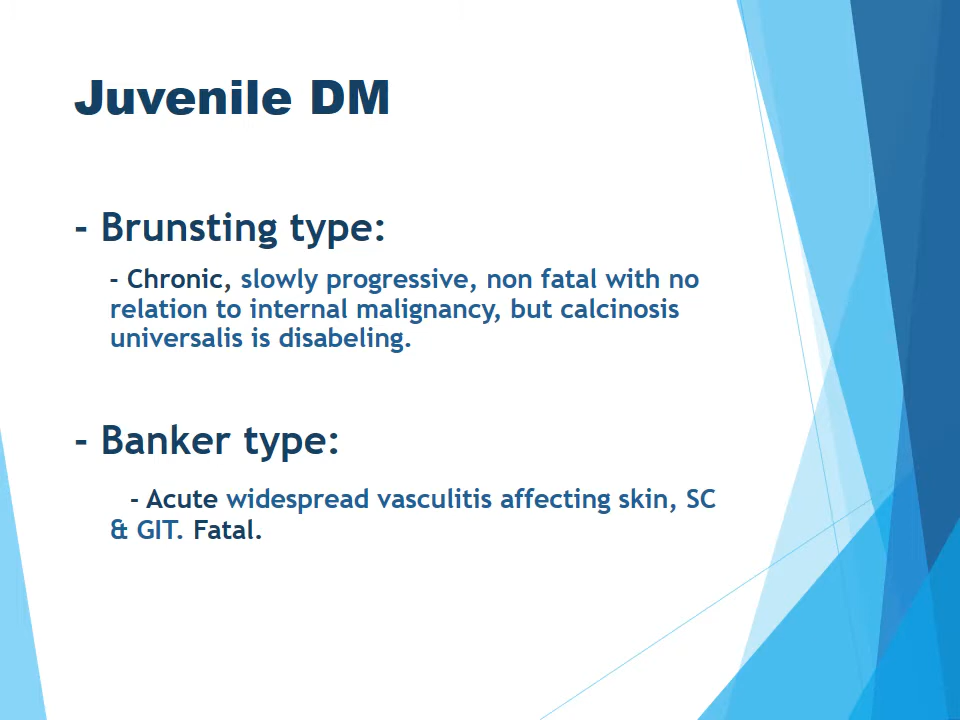 Juvenile DM
- Brunsting type:
- Chronic, slowly progressive, non fatal with no
relation to internal malignancy, but calcinosis
universalis is disabeling.
- Banker type:
- Acute widespread vasculitis affecting skin, SC
& GIT. Fatal.